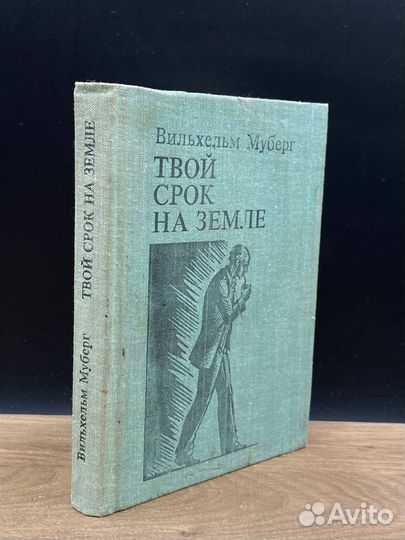 Вильхельм Муберг
ТВОЙ
СРОК
НА ЗЕМЛЕ
Вильхельм Муберг ТВОЙ СРОК НА ЗЕМЛЕ
Avito